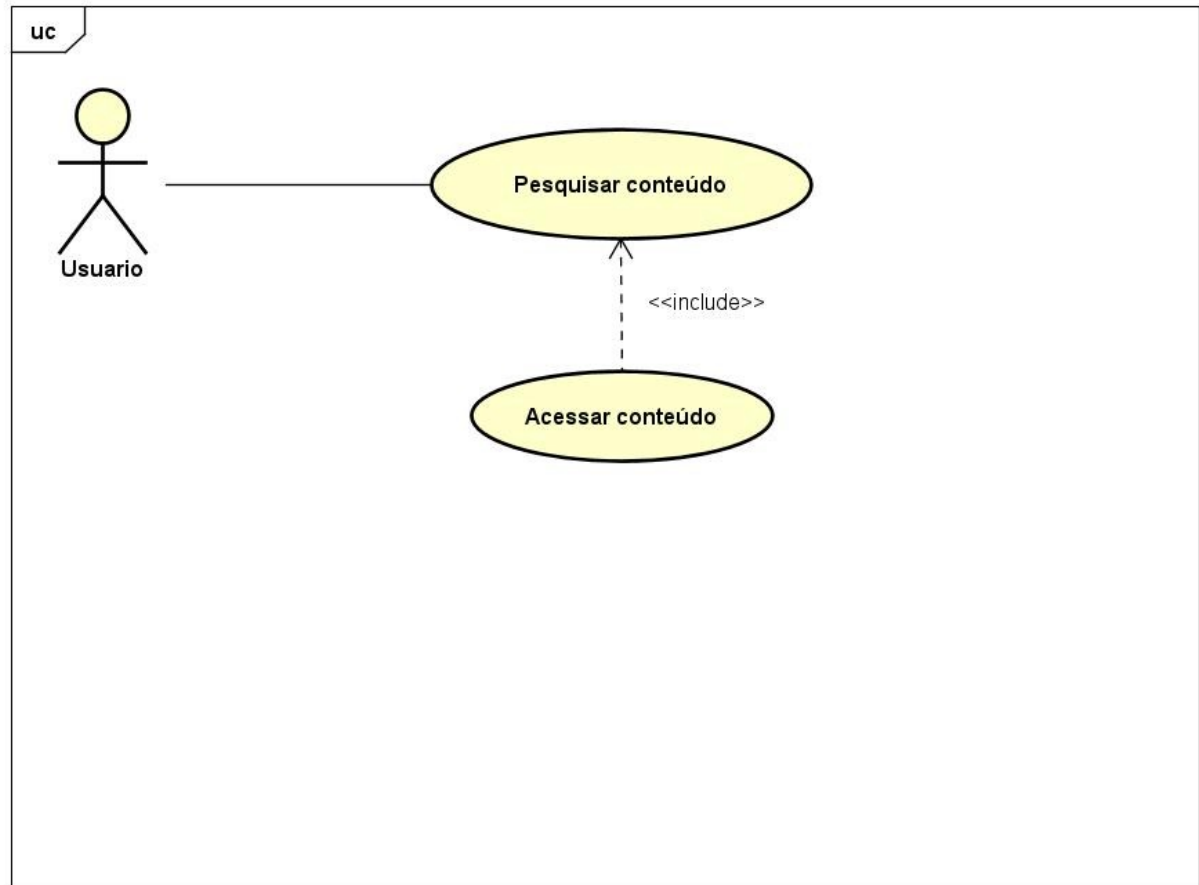 uc
Pesquisar conteúdo
Usuario
<<include>>
Acessar conteúdo